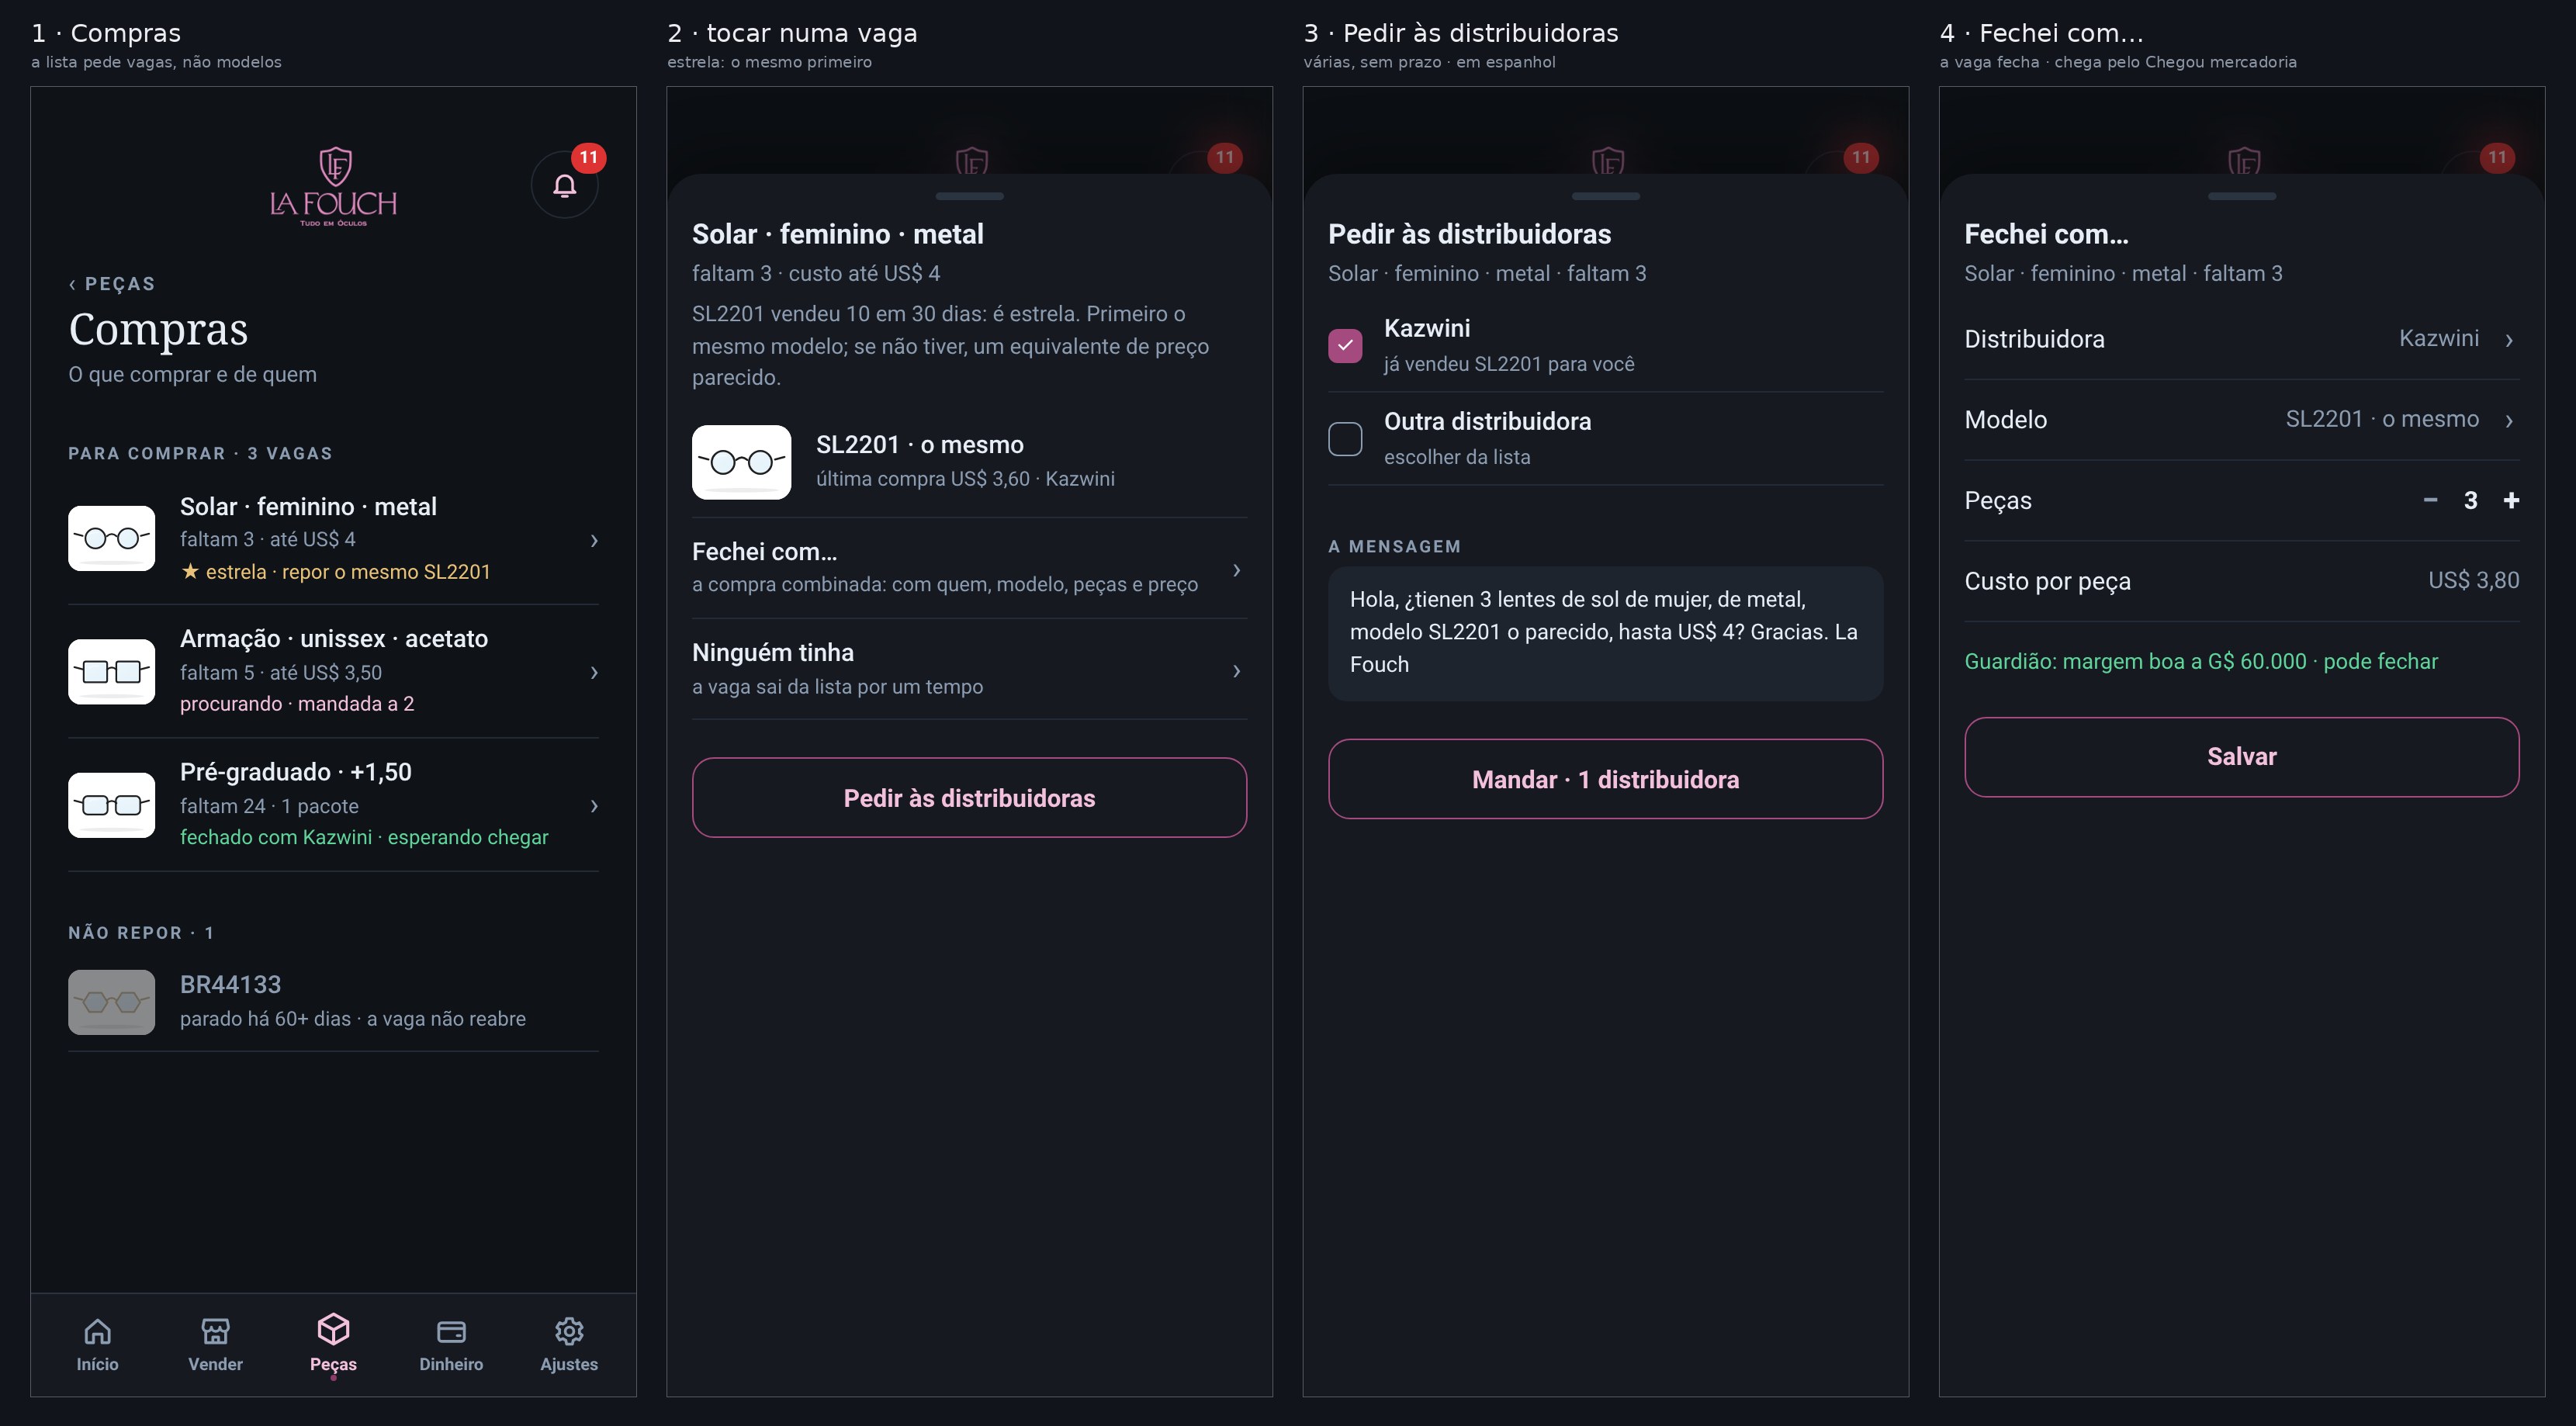 1 · Compras
a lista pede vagas, não modelos
11
LF
LA FOUCH
TUDO EM ÓCULOS
‹ PEÇAS
Compras
O que comprar e de quem
PARA COMPRAR · 3 VAGAS
Solar · feminino · metal
faltam 3 · até US$ 4
★ estrela · repor o mesmo SL2201
Armação · unissex · acetato
faltam 5 · até US$ 3,50
procurando · mandada a 2
Pré-graduado · +1,50
faltam 24 · 1 pacote
fechado com Kazwini · esperando chegar
NÃO REPOR · 1
BR44133
parado há 60+ dias · a vaga não reabre
Início
Vender
Peças
Dinheiro
Ajustes
2 · tocar numa vaga
estrela: o mesmo primeiro
LF
11
Solar · feminino · metal
faltam 3 · custo até US$ 4
SL2201 vendeu 10 em 30 dias: é estrela. Primeiro o
mesmo modelo; se não tiver, um equivalente de preço
parecido.
SL2201 · o mesmo
última compra US$ 3,60 · Kazwini
Fechei com…
a compra combinada: com quem, modelo, peças e preço
Ninguém tinha
a vaga sai da lista por um tempo
Pedir às distribuidoras
3 · Pedir às distribuidoras
várias, sem prazo · em espanhol
LF
11
Pedir às distribuidoras
Solar · feminino · metal · faltam 3
Kazwini
já vendeu SL2201 para você
Outra distribuidora
escolher da lista
A MENSAGEM
Hola, ¿tienen 3 lentes de sol de mujer, de metal,
modelo SL2201 o parecido, hasta US$ 4? Gracias. La
Fouch
Mandar · 1 distribuidora
4 · Fechei com…
a vaga fecha · chega pelo Chegou mercadoria
LF
11
Fechei com…
Solar · feminino · metal · faltam 3
Distribuidora Kazwini ›
Modelo SL2201 · o mesmo ›
Peças − 3 +
Custo por peça US$ 3,80
Guardião: margem boa a G$ 60.000 · pode fechar
Salvar